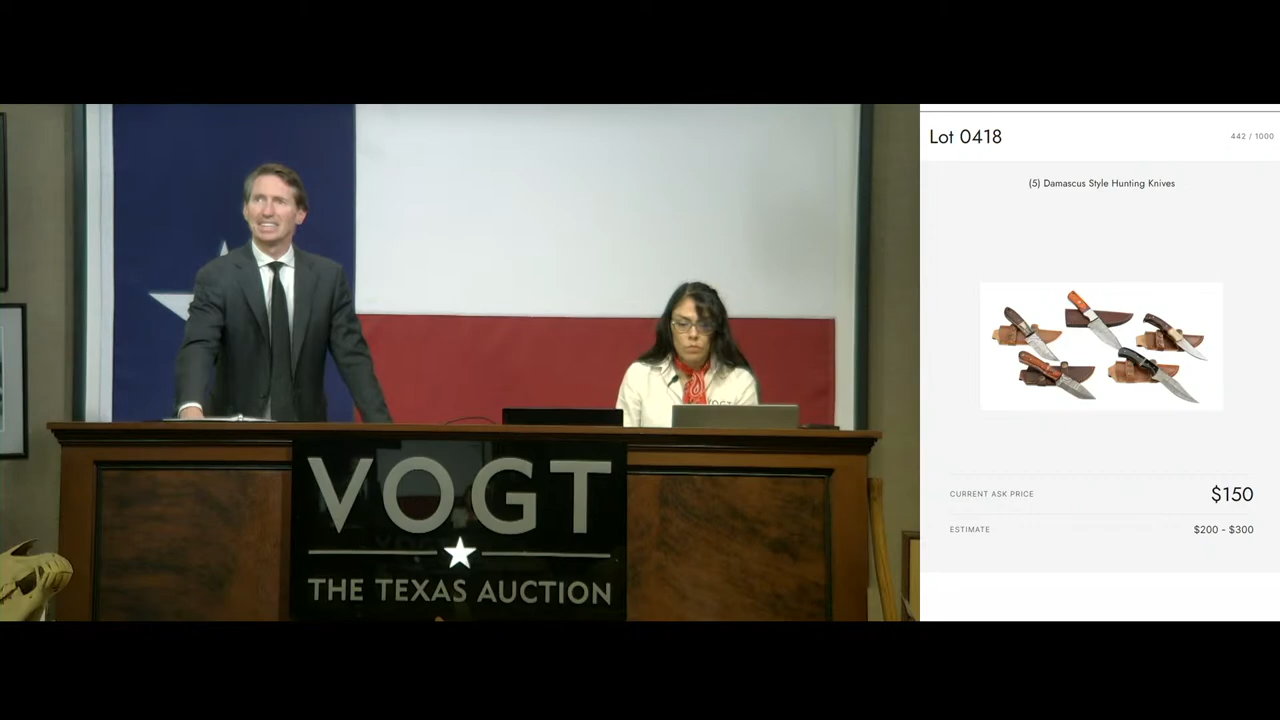 VOGT
THE TEXAS AUCTION
Lot 0418
442 / 1000
(5) Damascus Style Hunting Knives
CURRENT ASK PRICE
$150
ESTIMATE
$200 - $300